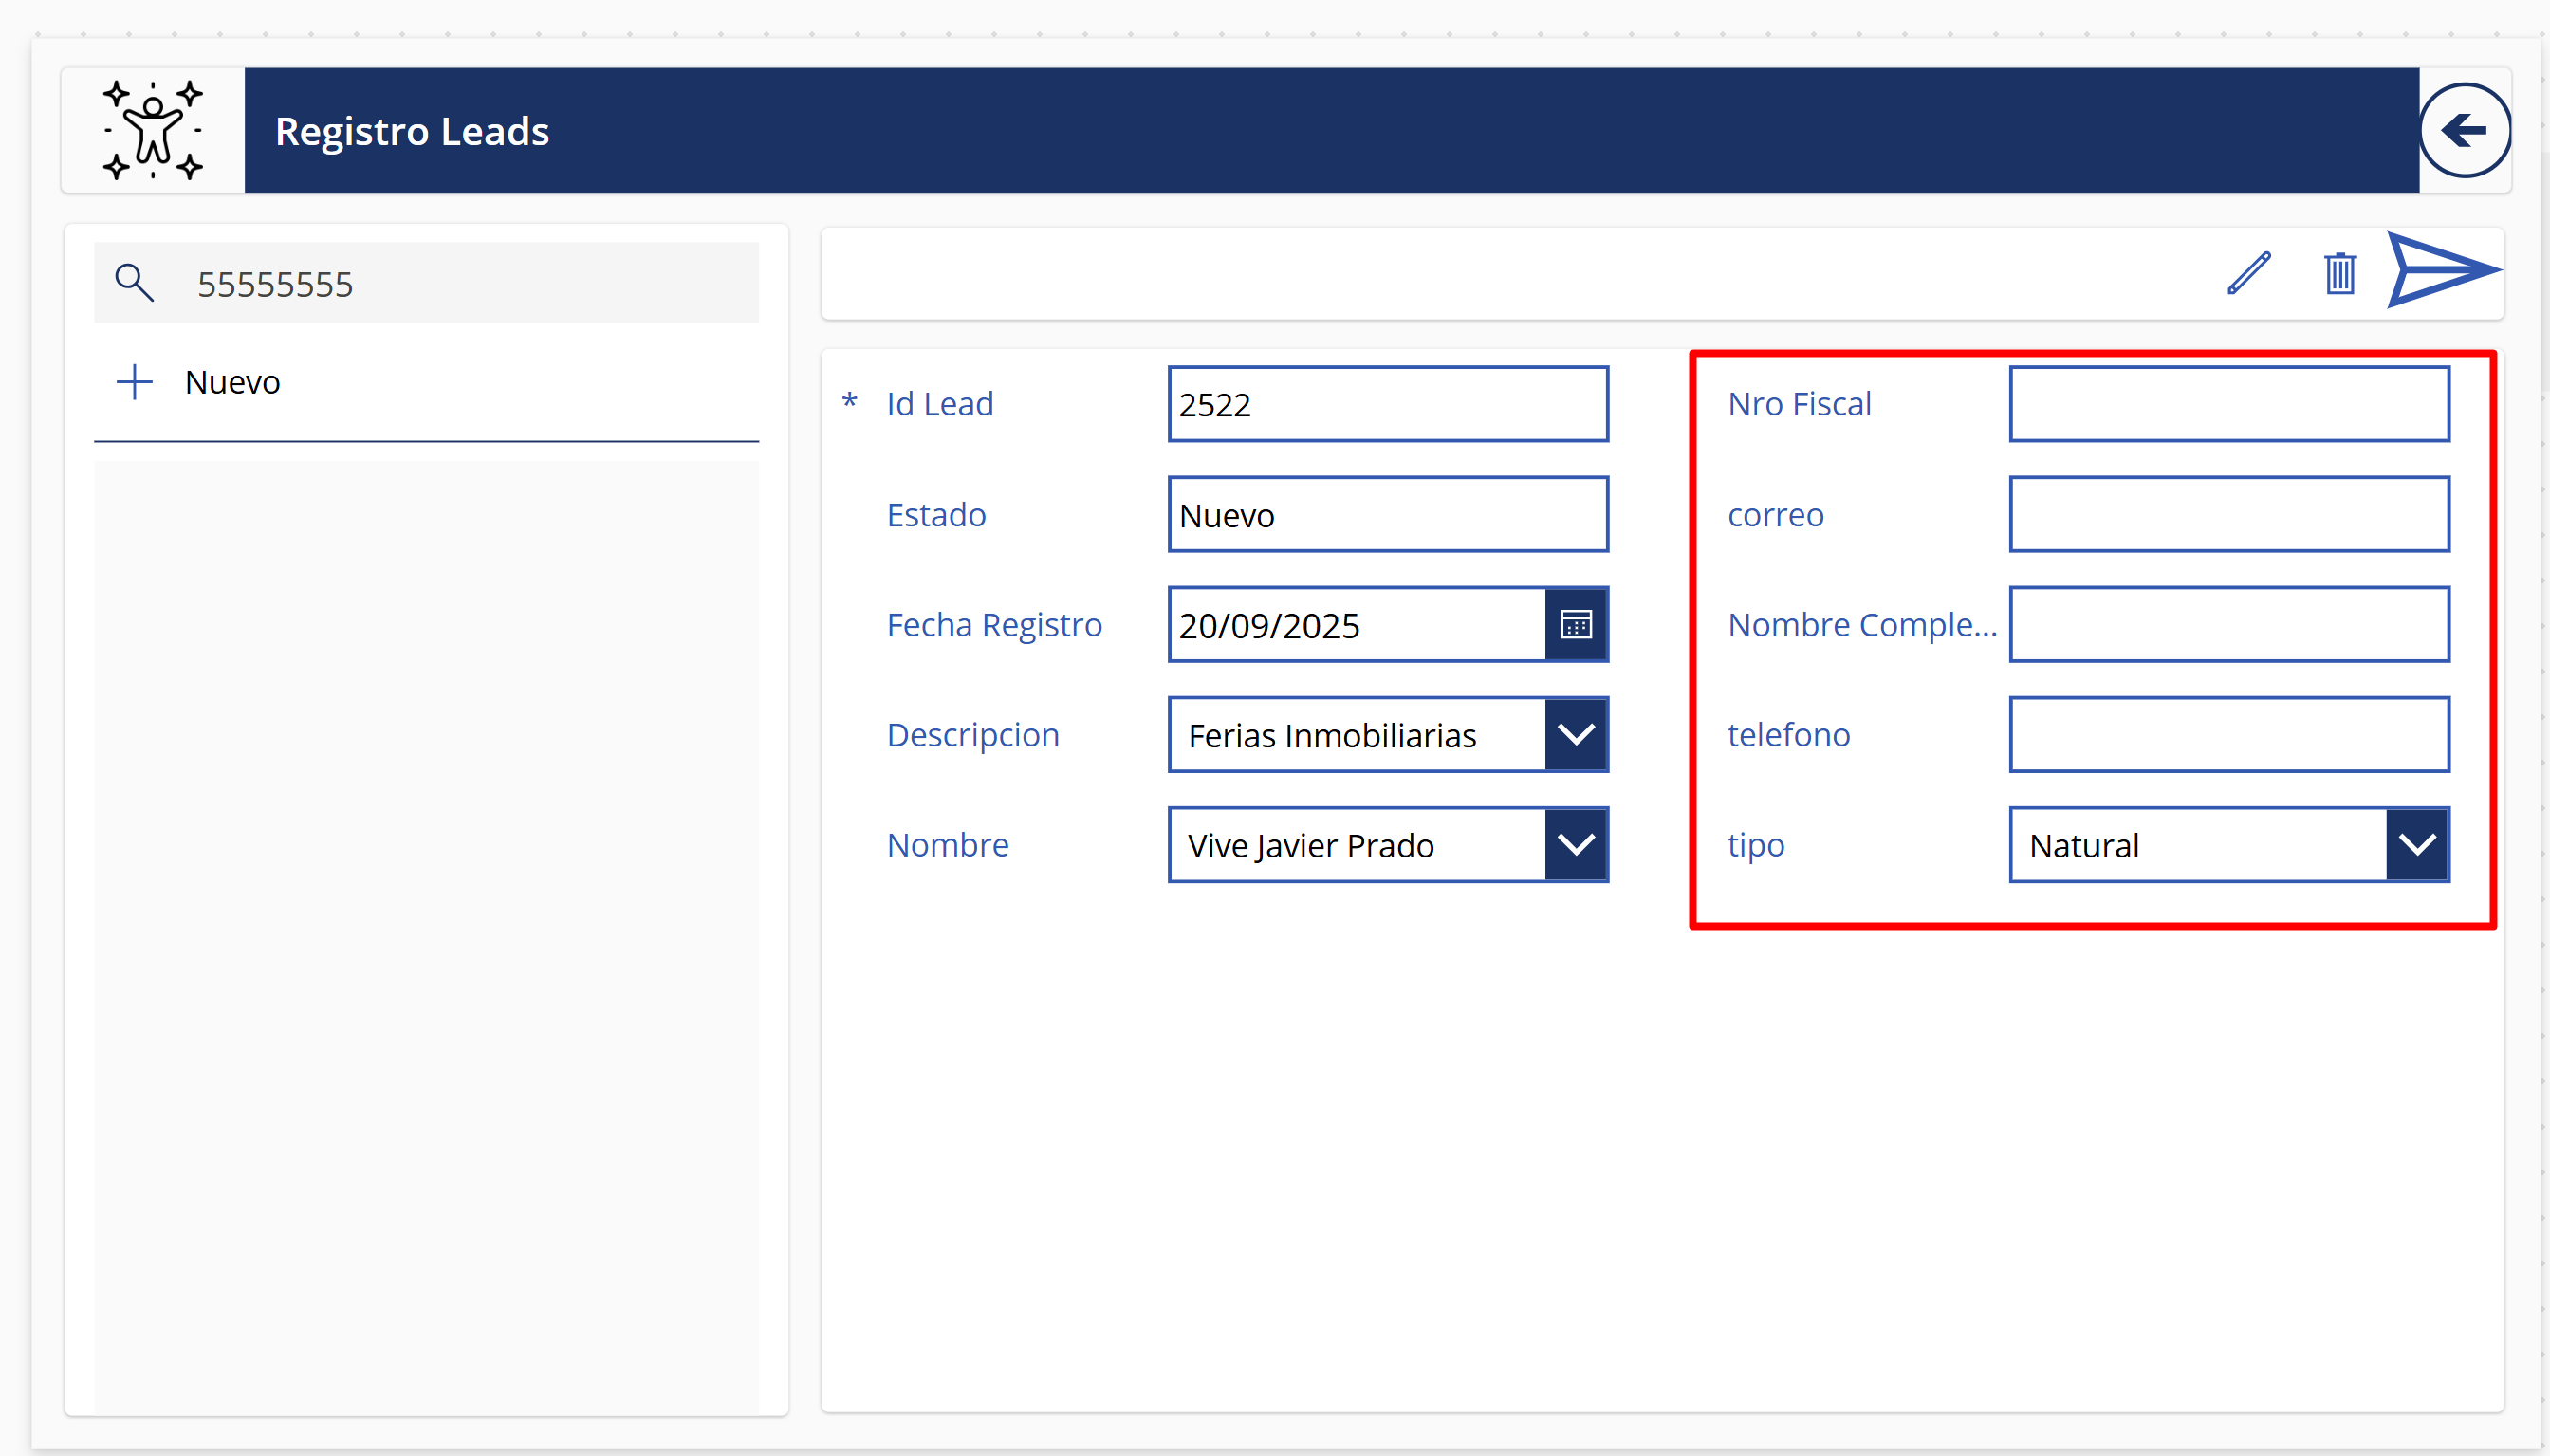 Registro Leads
55555555
Nuevo
* Id Lead 2522
Estado Nuevo
Fecha Registro 20/09/2025
Descripcion Ferias Inmobiliarias
Nombre Vive Javier Prado
Nro Fiscal
correo
Nombre Comple...
telefono
tipo Natural